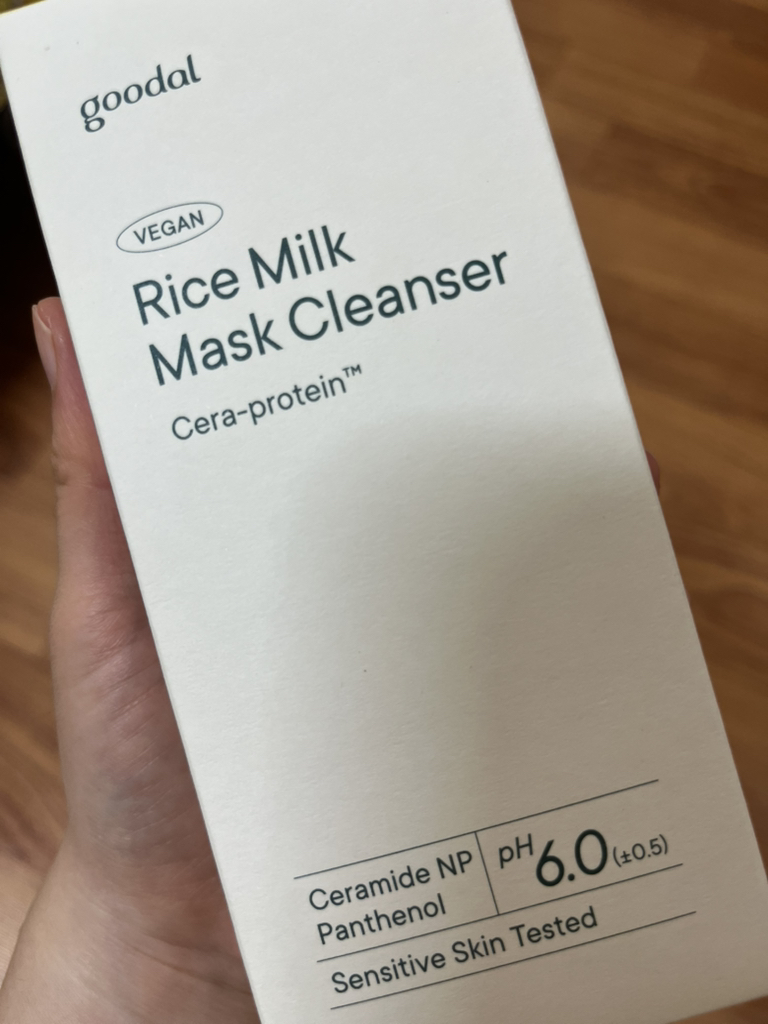 goodal
VEGAN
Rice Milk
Mask Cleanser
Cera-protein™
Ceramide NP
Panthenol
pH 6.0 (±0.5)
Sensitive Skin Tested